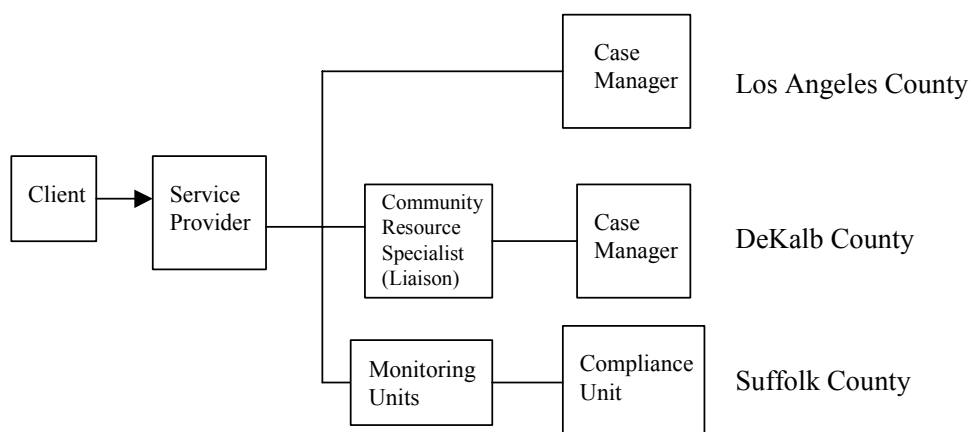 Case
Manager
Los Angeles County
Client
Service
Provider
Community
Resource
Specialist
(Liaison)
Case
Manager
DeKalb County
Monitoring
Units
Compliance
Unit
Suffolk County